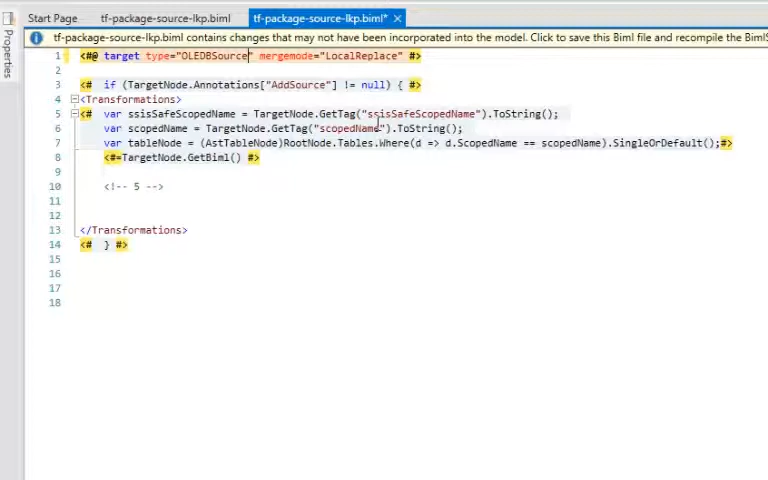 Start Page tf-package-source-lkp.biml tf-package-source-lkp.biml* ×
tf-package-source-lkp.biml contains changes that may not have been incorporated into the model. Click to save this Biml file and recompile the BimlS
Properties
1 <#@ target type="OLEDBSource" mergemode="LocalReplace" #>
2
3 <# if (TargetNode.Annotations["AddSource"] != null) { #>
4 <Transformations>
5 <# var ssisSafeScopedName = TargetNode.GetTag("ssisSafeScopedName").ToString();
6 var scopedName = TargetNode.GetTag("scopedName").ToString();
7 var tableNode = (AstTableNode)RootNode.Tables.Where(d => d.ScopedName == scopedName).SingleOrDefault();#>
8 <#=TargetNode.GetBiml() #>
9
10 <!-- 5 -->
11
12
13 </Transformations>
14 <# } #>
15
16
17
18